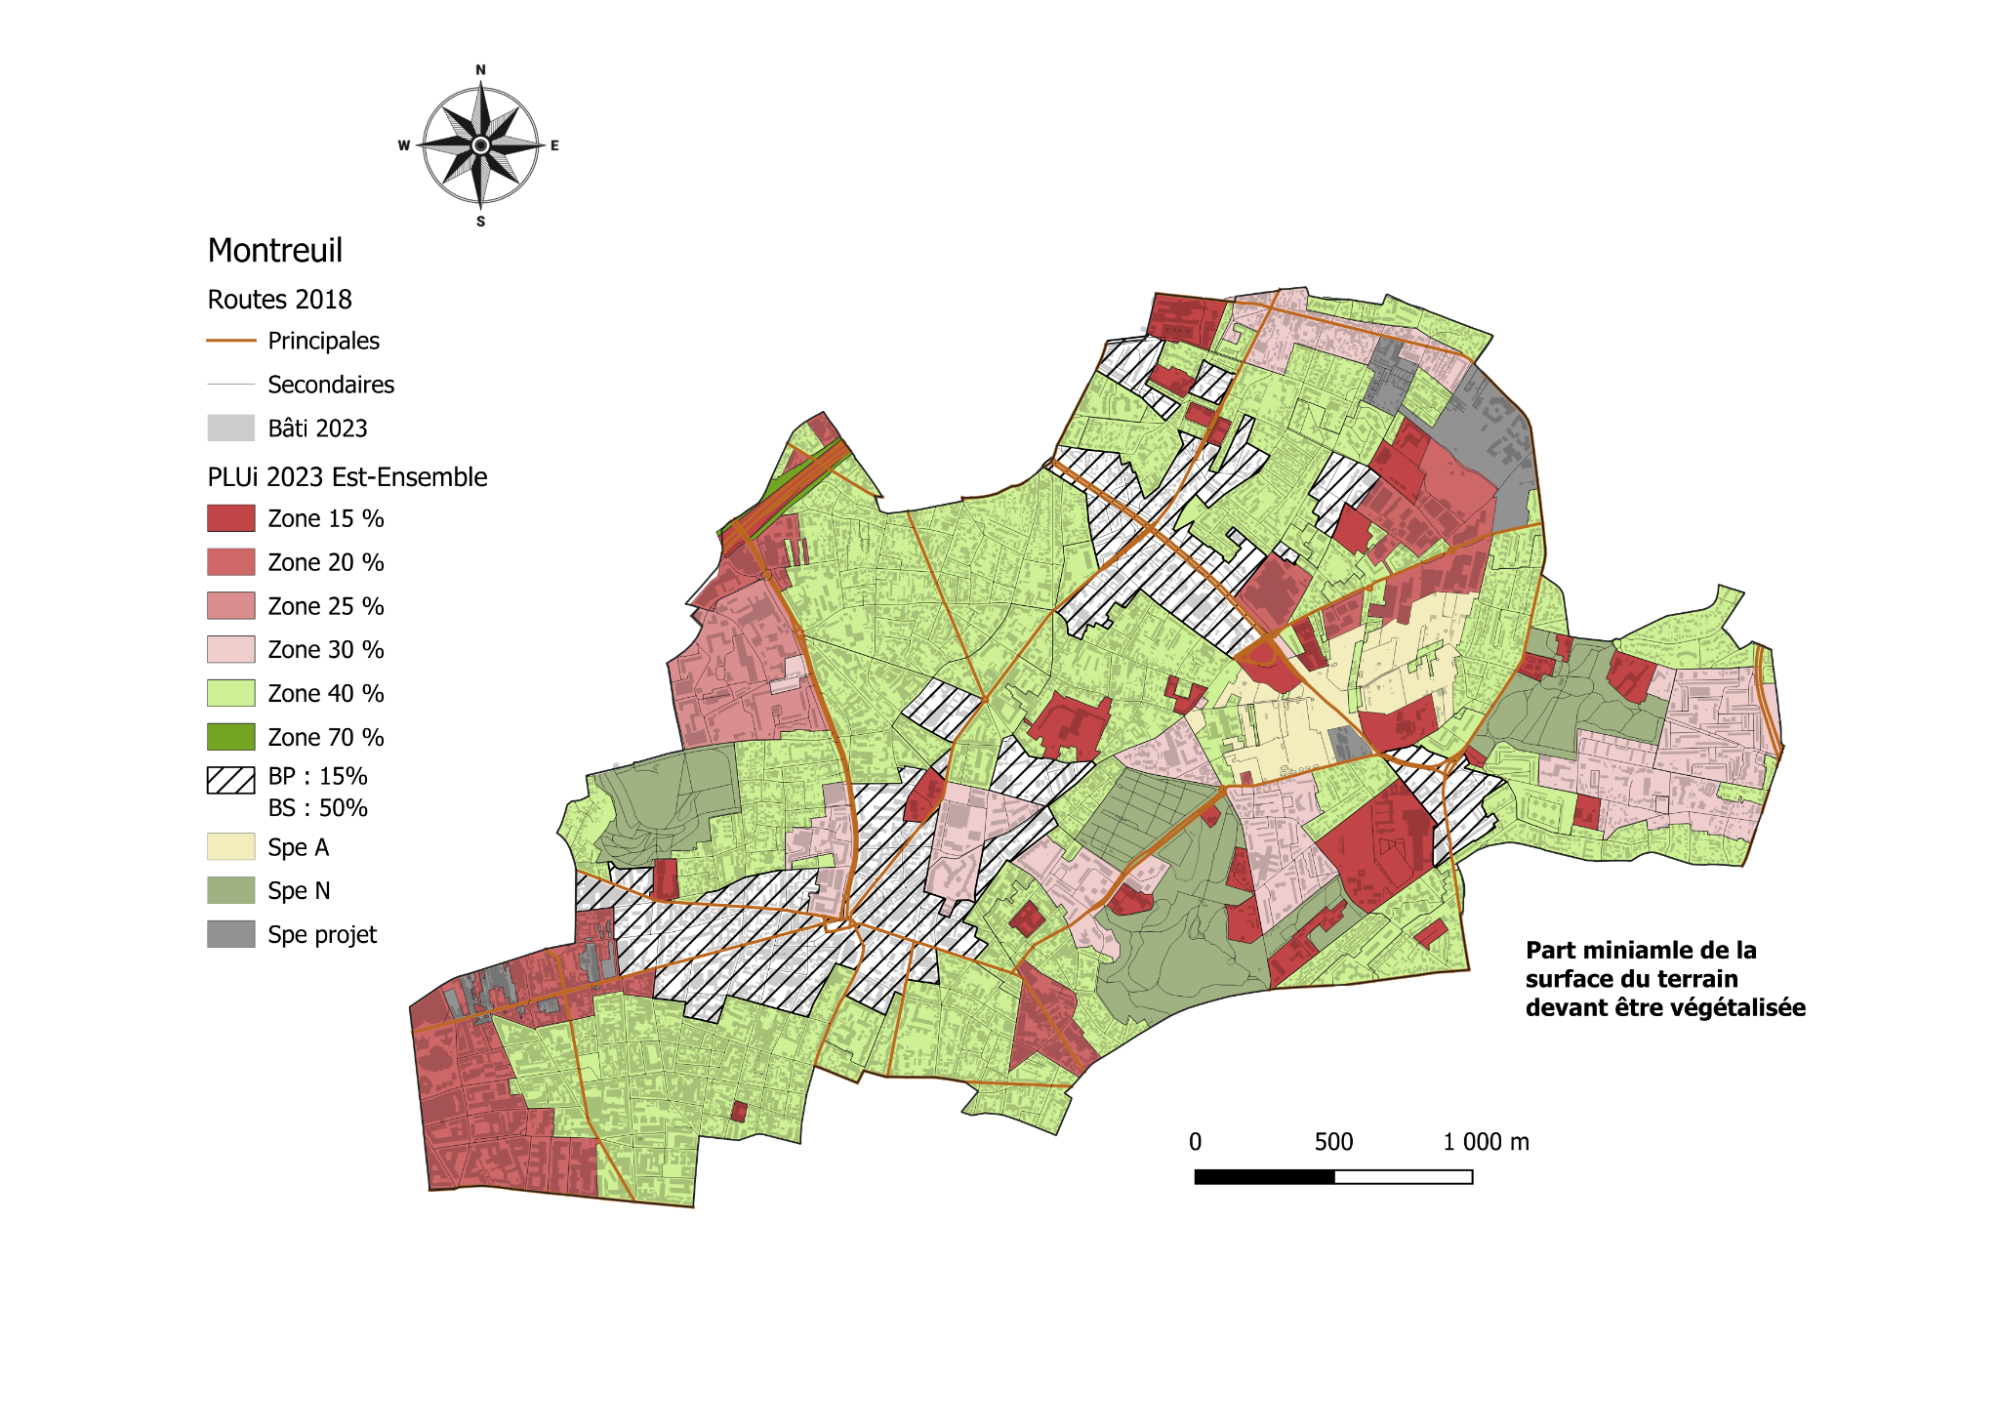 N
W
E
S
Montreuil
Routes 2018
Principales
Secondaires
Bâti 2023
PLUi 2023 Est-Ensemble
Zone 15 %
Zone 20 %
Zone 25 %
Zone 30 %
Zone 40 %
Zone 70 %
BP : 15%
BS : 50%
Spe A
Spe N
Spe projet
Part miniamle de la
surface du terrain
devant être végétalisée
0 500 1 000 m